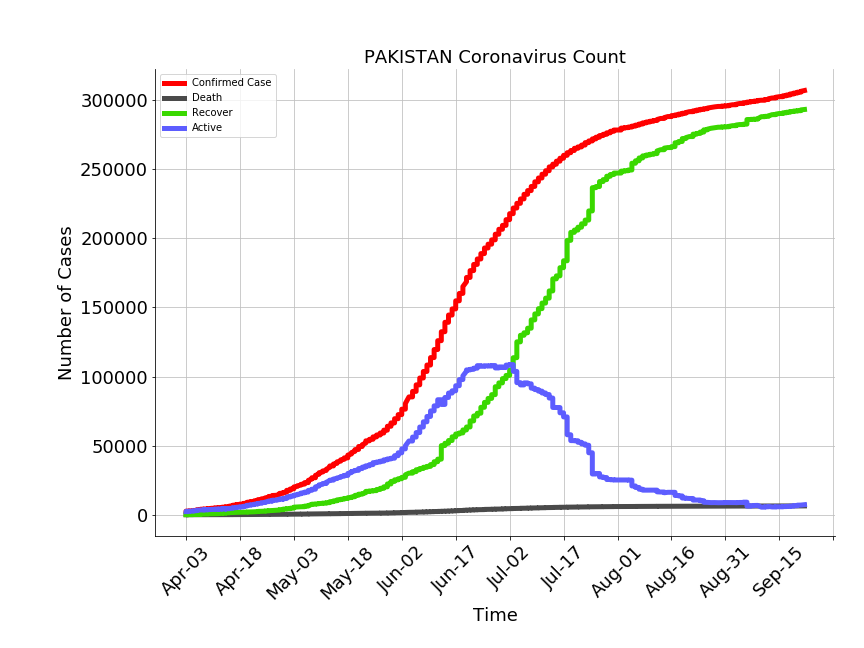 PAKISTAN Coronavirus Count
Confirmed Case
Death
Recover
Active
Number of Cases
300000
250000
200000
150000
100000
50000
0
Apr-03
Apr-18
May-03
May-18
Jun-02
Jun-17
Jul-02
Jul-17
Aug-01
Aug-16
Aug-31
Sep-15
Time